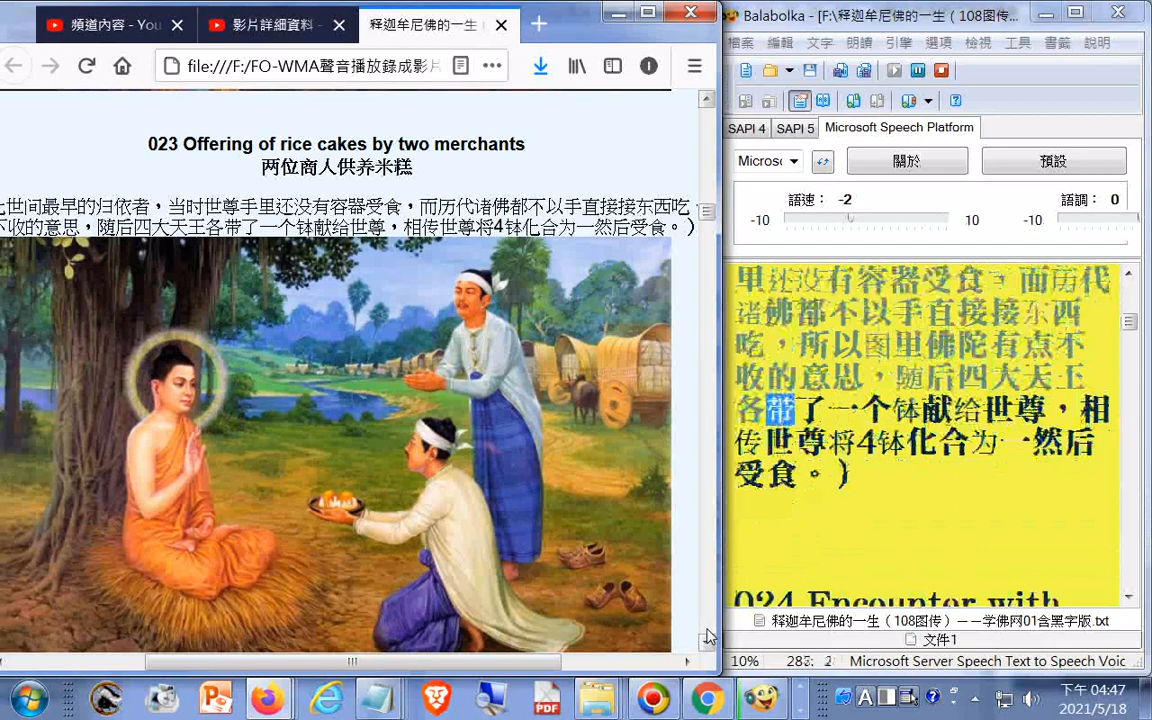 頻道內容 - You
影片詳細資料 -
释迦牟尼佛的一生
file:///F:/FO-WMA聲音播放錄成影片
023 Offering of rice cakes by two merchants
两位商人供养米糕
世间最早的归依者，当时世尊手里还没有容器受食，而历代诸佛都不以手直接接东西吃，
不收的意思，随后四大天王各带了一个钵献给世尊，相传世尊将4钵化合为一然后受食。)
Balabolka - [F:\释迦牟尼佛的一生（108图传）...
檔案 編輯 文字 朗讀 引擎 選項 檢視 工具 書籤 說明
SAPI 4 SAPI 5 Microsoft Speech Platform
Microsc 關於 預設
語速： -2 語調： 0
-10 10 -10
里还没有容器受食，而历代
诸佛都不以手直接接东西
吃，所以图里佛陀有点不
收的意思，随后四大天王
各带了一个钵献给世尊，相
传世尊将4钵化合为一然后
受食。)
024 Encounter with
释迦牟尼佛的一生（108图传）——学佛网01含黑字版.txt
文件1
10% Microsoft Server Speech Text to Speech Voic
PDF
A
下午 04:47
2021/5/18